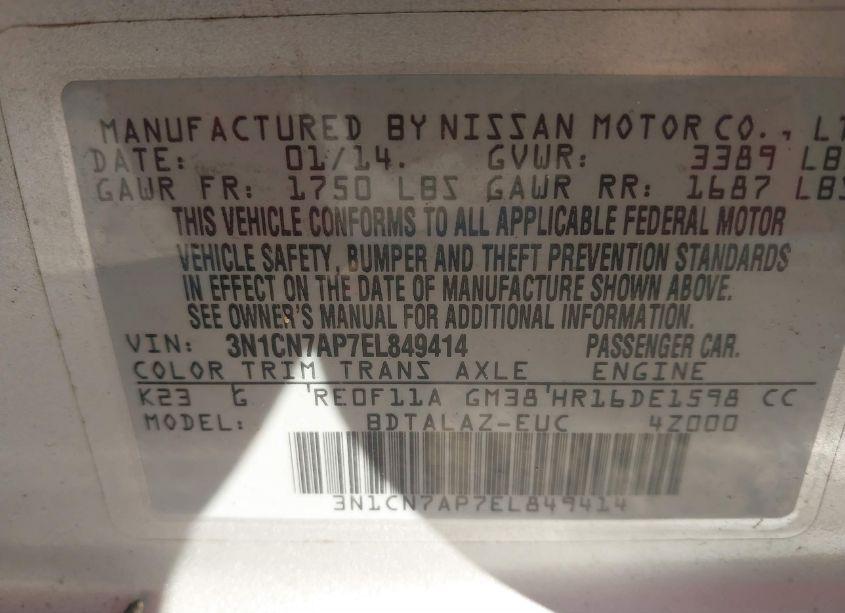 MANUFACTURED BY NISSAN MOTOR CO., LT
DATE: 01/14. GVWR: 3389 LB
GAWR FR: 1750 LBS GAWR RR: 1687 LBS
THIS VEHICLE CONFORMS TO ALL APPLICABLE FEDERAL MOTOR
VEHICLE SAFETY, BUMPER AND THEFT PREVENTION STANDARDS
IN EFFECT ON THE DATE OF MANUFACTURE SHOWN ABOVE.
SEE OWNER'S MANUAL FOR ADDITIONAL INFORMATION.
VIN: 3N1CN7AP7EL849414 PASSENGER CAR.
COLOR TRIM TRANS AXLE ENGINE
K23 G 'RE0F11A GM38'HR16DE1598 CC
MODEL: BDTALAZ-EUC 4Z000
3N1CN7AP7EL849414